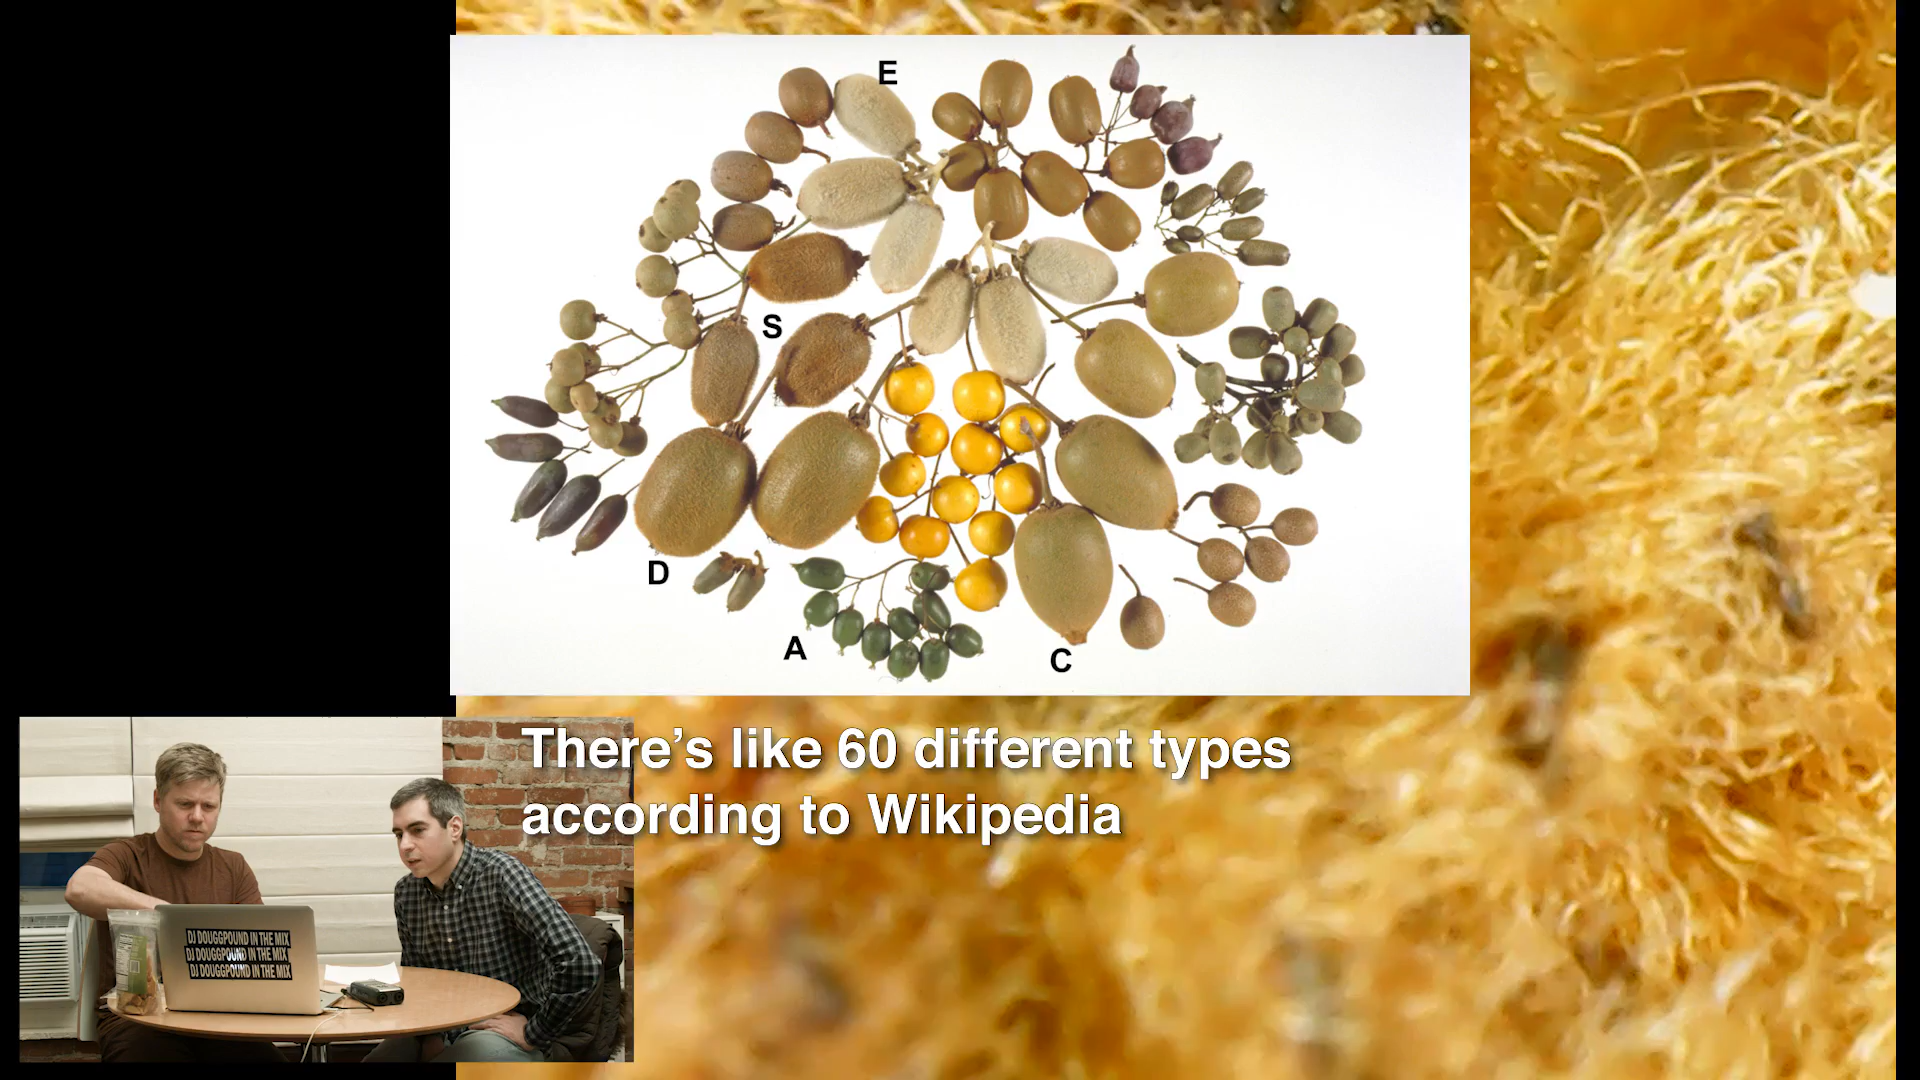 E
S
D
A
C
There’s like 60 different types
according to Wikipedia
DJ DOUGGPOUND IN THE MIX
DJ DOUGGPOUND IN THE MIX
DJ DOUGGPOUND IN THE MIX